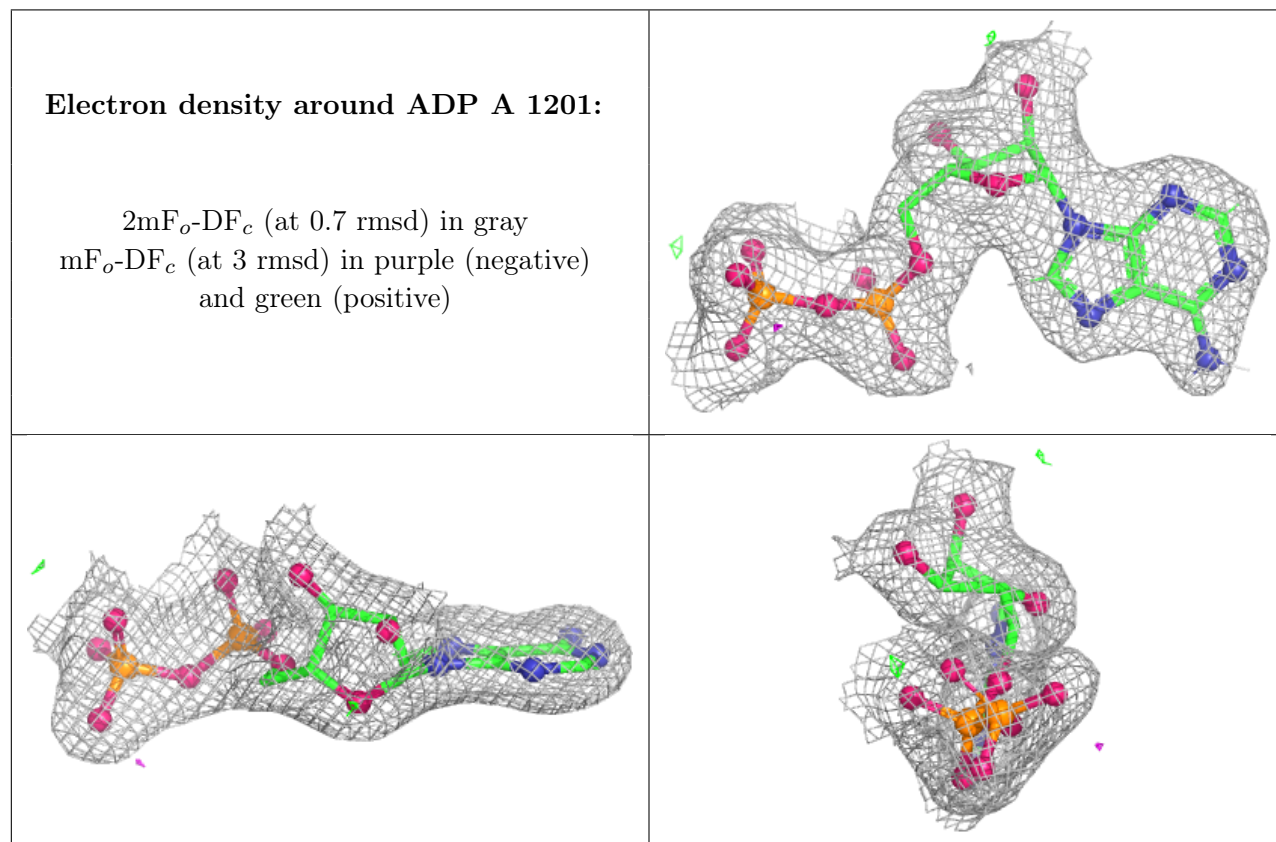 Electron density around ADP A 1201:
2mFo-DFc (at 0.7 rmsd) in gray
mFo-DFc (at 3 rmsd) in purple (negative)
and green (positive)